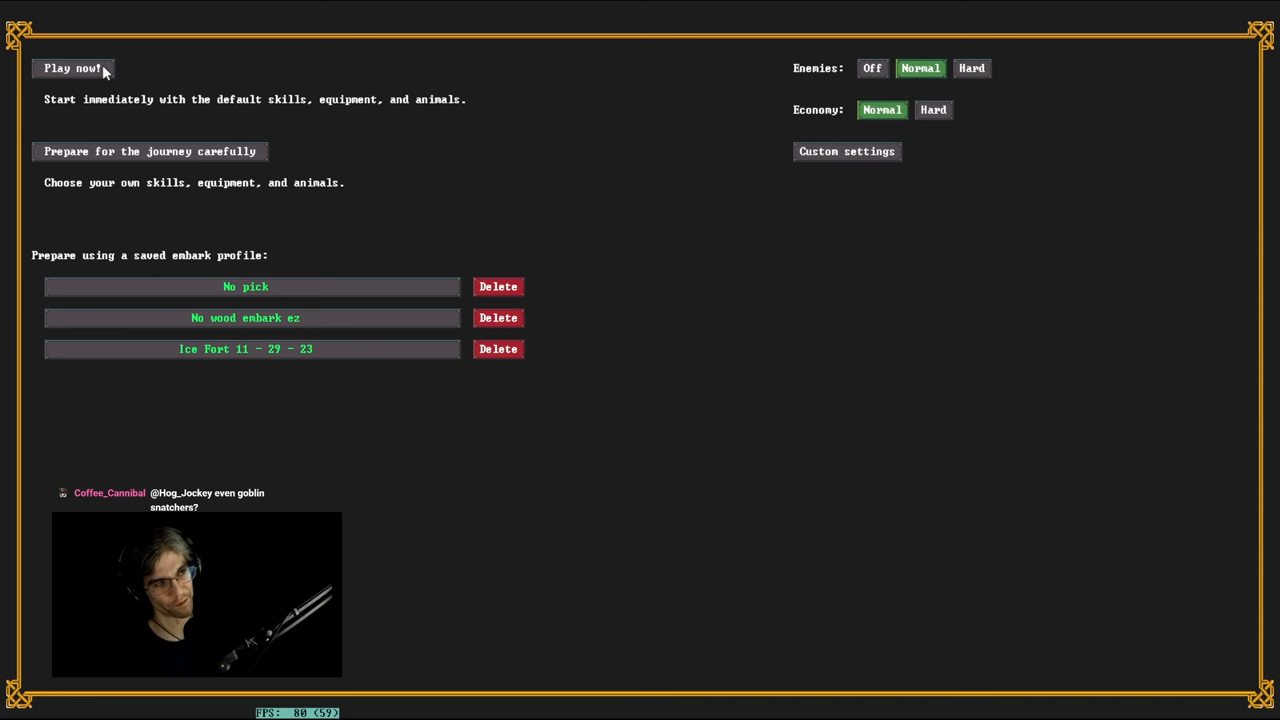 Play now!
Start immediately with the default skills, equipment, and animals.
Prepare for the journey carefully
Choose your own skills, equipment, and animals.
Enemies: Off Normal Hard
Economy: Normal Hard
Custom settings
Prepare using a saved embark profile:
No pick Delete
No wood embark ez Delete
Ice Fort 11 - 29 - 23 Delete
Coffee_Cannibal @Hog_Jockey even goblin
snatchers?
FPS: 80 (59)